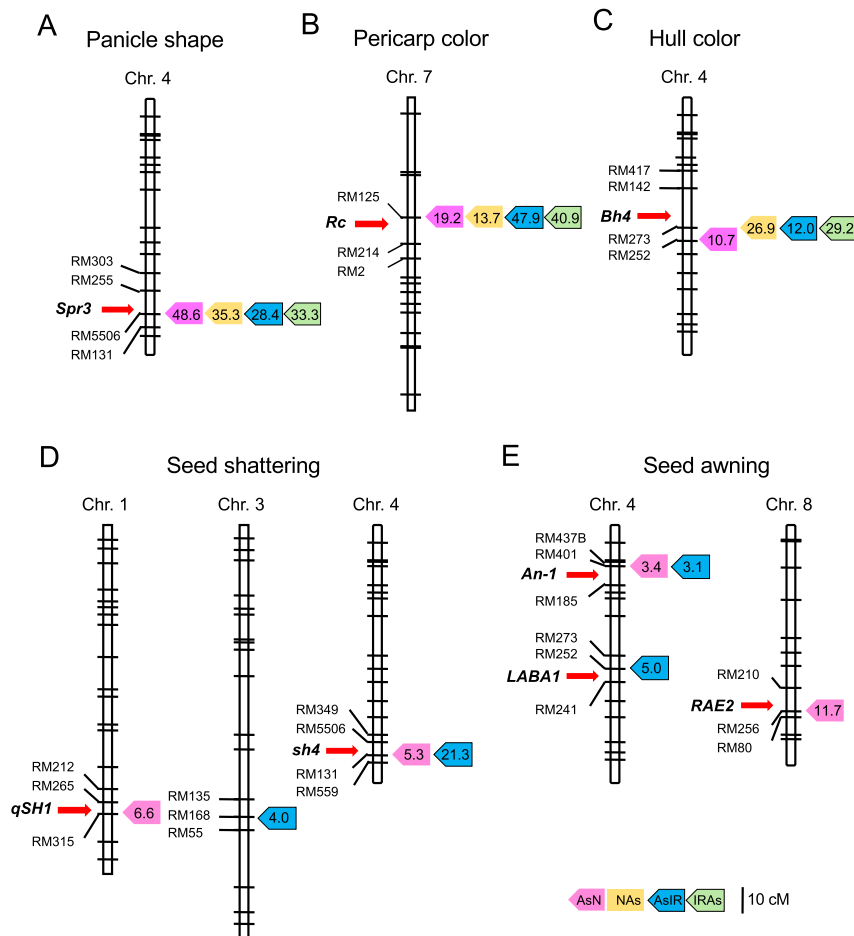 A
Panicle shape
Chr. 4
RM303
RM255
Spr3
RM5506
RM131
48.6
35.3
28.4
33.3
B
Pericarp color
Chr. 7
RM125
Rc
RM214
RM2
19.2
13.7
47.9
40.9
C
Hull color
Chr. 4
RM417
RM142
Bh4
RM273
RM252
10.7
26.9
12.0
29.2
D
Seed shattering
Chr. 1
RM212
RM265
qSH1
RM315
6.6
Chr. 3
RM135
RM168
RM55
4.0
Chr. 4
RM349
RM5506
sh4
RM131
RM559
5.3
21.3
E
Seed awning
Chr. 4
RM437B
RM401
An-1
RM185
3.4
3.1
RM273
RM252
LABA1
RM241
5.0
Chr. 8
RM210
RAE2
RM256
RM80
11.7
AsN
NAs
AsIR
IRAs
10 cM